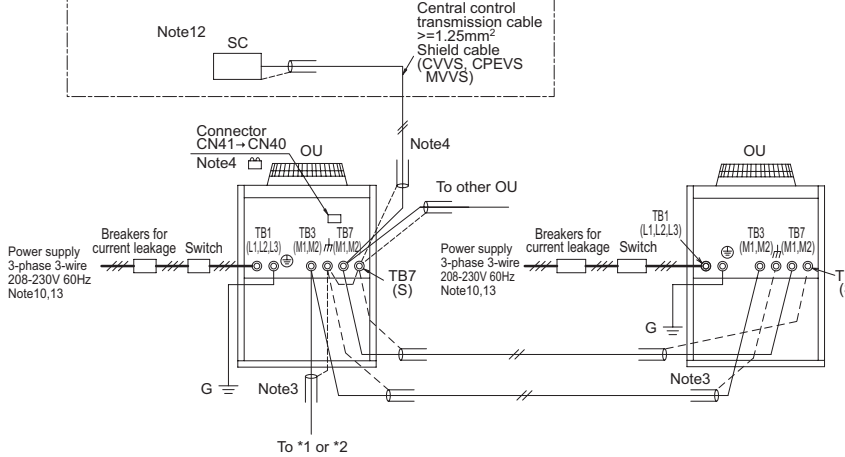 Central control
transmission cable
>=1.25mm²
Shield cable
(CVVS, CPEVS
MVVS)
Note12
SC
Connector
CN41→CN40
Note4
OU
Note4
To other OU
OU
Breakers for
current leakage
Switch
TB1
(L1,L2,L3)
TB3
(M1,M2)
TB7
(M1,M2)
Power supply
3-phase 3-wire
208-230V 60Hz
Note10,13
TB7
(S)
Breakers for
current leakage
Switch
TB1
(L1,L2,L3)
TB3
(M1,M2)
TB7
(M1,M2)
Power supply
3-phase 3-wire
208-230V 60Hz
Note10,13
T
(
G
G
Note3
Note3
To *1 or *2